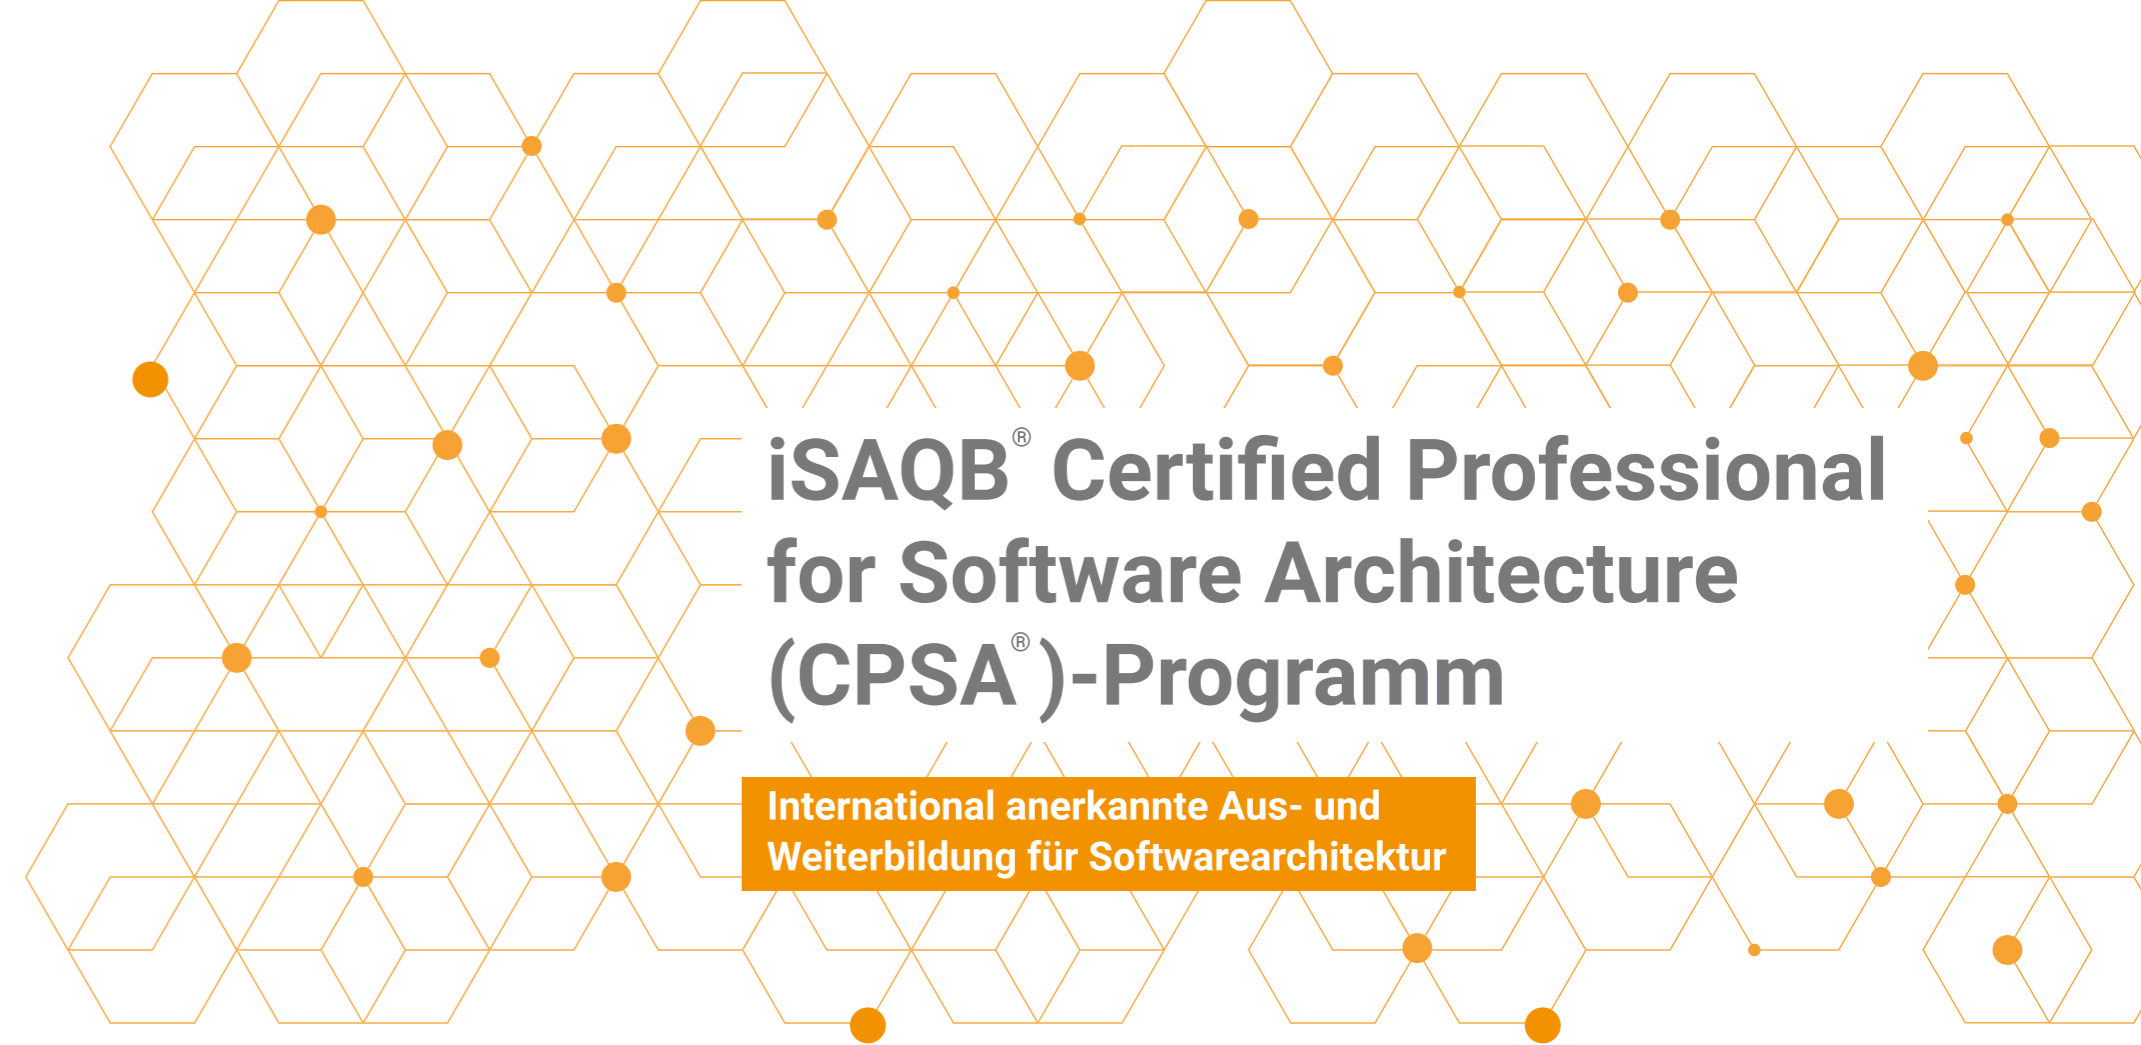 iSAQB® Certified Professional
for Software Architecture
(CPSA®)-Programm
International anerkannte Aus- und
Weiterbildung für Softwarearchitektur